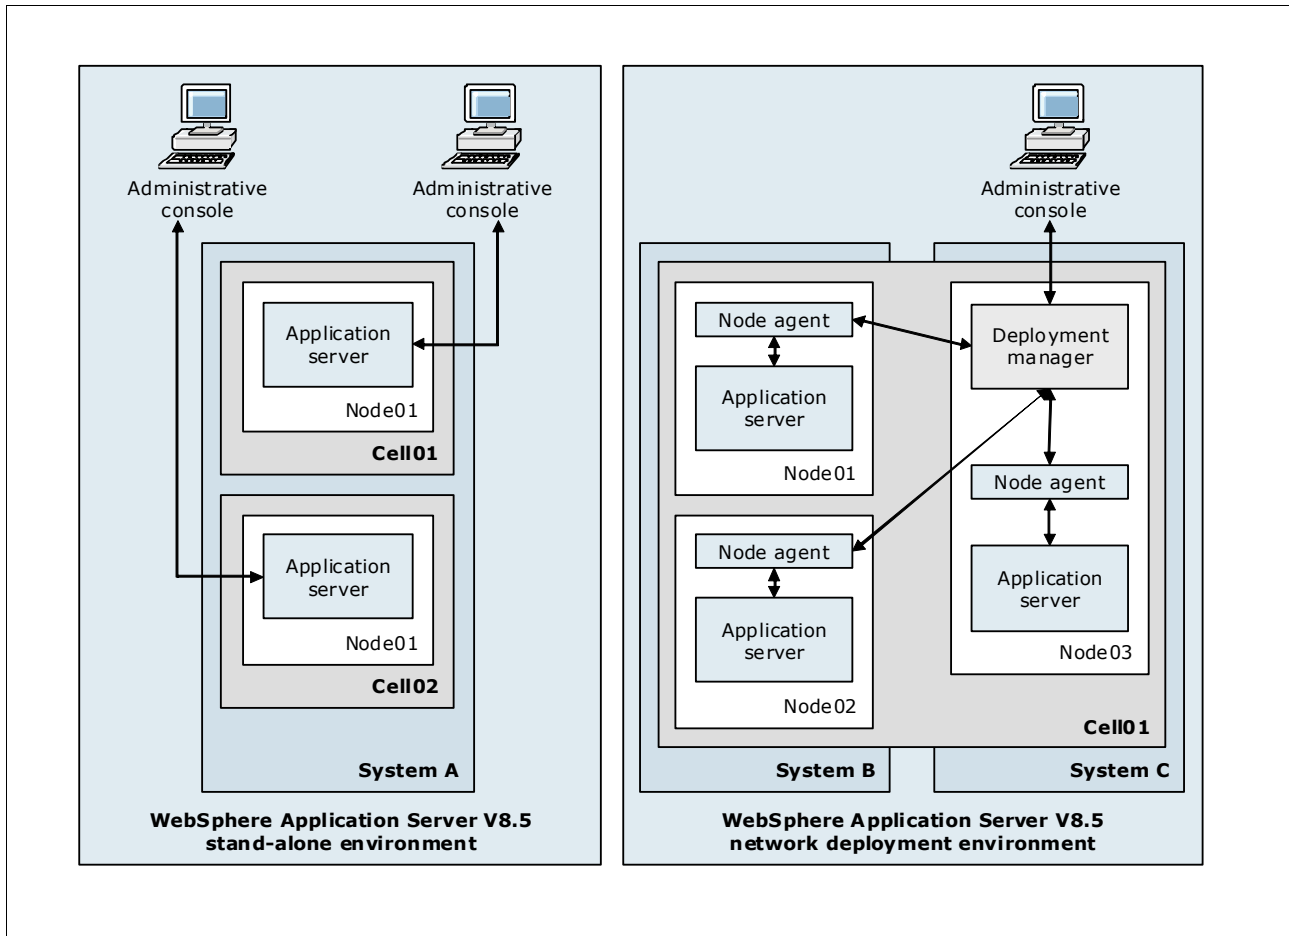 Administrative
console
Administrative
console
Application
server
Node01
Cell01
Application
server
Node01
Cell02
System A
WebSphere Application Server V8.5
stand-alone environment
Administrative
console
Node agent
Application
server
Node01
Node agent
Application
server
Node02
Deployment
manager
Node agent
Application
server
Node03
Cell01
System B
System C
WebSphere Application Server V8.5
network deployment environment